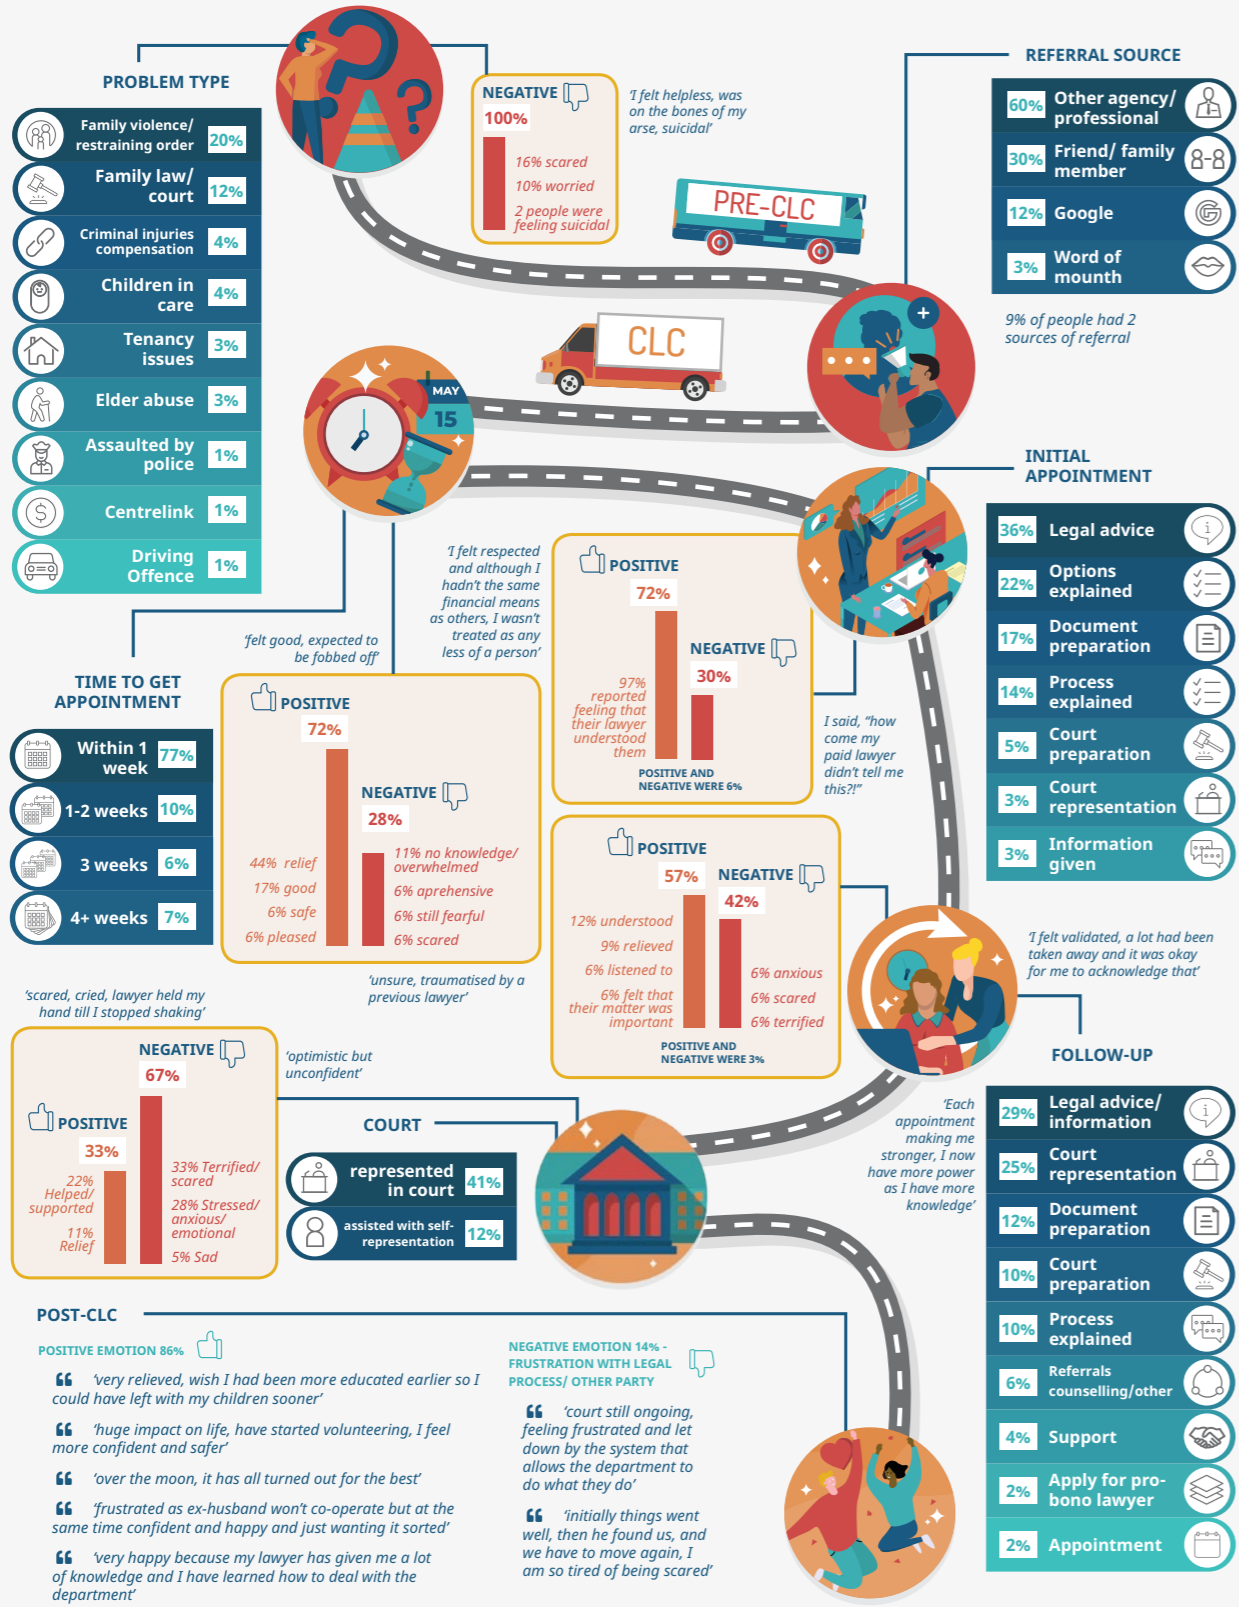 PROBLEM TYPE
Family violence/
restraining order
20%
Family law/
court
12%
Criminal injuries
compensation
4%
Children in
care
4%
Tenancy
issues
3%
Elder abuse
3%
Assaulted by
police
1%
Centrelink
1%
Driving
Offence
1%
NEGATIVE
100%
16% scared
10% worried
2 people were
feeling suicidal
‘I felt helpless, was
on the bones of my
arse, suicidal’
PRE-CLC
CLC
REFERRAL SOURCE
60%
Other agency/
professional
30%
Friend/ family
member
12%
Google
3%
Word of
mounth
9% of people had 2
sources of referral
MAY
15
TIME TO GET
APPOINTMENT
Within 1
week
77%
1-2 weeks
10%
3 weeks
6%
4+ weeks
7%
‘felt good, expected to
be fobbed off’
POSITIVE
72%
44% relief
17% good
6% safe
6% pleased
NEGATIVE
28%
11% no knowledge/
overwhelmed
6% aprehensive
6% still fearful
6% scared
‘unsure, traumatised by a
previous lawyer’
INITIAL
APPOINTMENT
36%
Legal advice
22%
Options
explained
17%
Document
preparation
14%
Process
explained
5%
Court
preparation
3%
Court
representation
3%
Information
given
‘I felt respected
and although I
hadn’t the same
financial means
as others, I wasn’t
treated as any
less of a person’
POSITIVE
72%
97%
reported
feeling that
their lawyer
understood
them
NEGATIVE
30%
POSITIVE AND
NEGATIVE WERE 6%
I said, “how
come my
paid lawyer
didn’t tell me
this?!”
POSITIVE
57%
12% understood
9% relieved
6% listened to
6% felt that
their matter was
important
NEGATIVE
42%
6% anxious
6% scared
6% terrified
POSITIVE AND
NEGATIVE WERE 3%
‘I felt validated, a lot had been
taken away and it was okay
for me to acknowledge that’
FOLLOW-UP
29%
Legal advice/
information
25%
Court
representation
12%
Document
preparation
10%
Court
preparation
10%
Process
explained
6%
Referrals
counselling/other
4%
Support
2%
Apply for pro-
bono lawyer
2%
Appointment
‘Each
appointment
making me
stronger, I now
have more power
as I have more
knowledge’
‘scared, cried, lawyer held my
hand till I stopped shaking’
NEGATIVE
67%
POSITIVE
33%
22%
Helped/
supported
11%
Relief
33% Terrified/
scared
28% Stressed/
anxious/
emotional
5% Sad
‘optimistic but
unconfident’
COURT
represented
in court
41%
assisted with self-
representation
12%
POST-CLC
POSITIVE EMOTION 86%
“ ‘very relieved, wish I had been more educated earlier so I
could have left with my children sooner’
“ ‘huge impact on life, have started volunteering, I feel
more confident and safer’
“ ‘over the moon, it has all turned out for the best’
“ ‘frustrated as ex-husband won’t co-operate but at the
same time confident and happy and just wanting it sorted’
“ ‘very happy because my lawyer has given me a lot
of knowledge and I have learned how to deal with the
department’
NEGATIVE EMOTION 14% -
FRUSTRATION WITH LEGAL
PROCESS/ OTHER PARTY
“ ‘court still ongoing,
feeling frustrated and let
down by the system that
allows the department to
do what they do’
“ ‘initially things went
well, then he found us, and
we have to move again, I
am so tired of being scared’